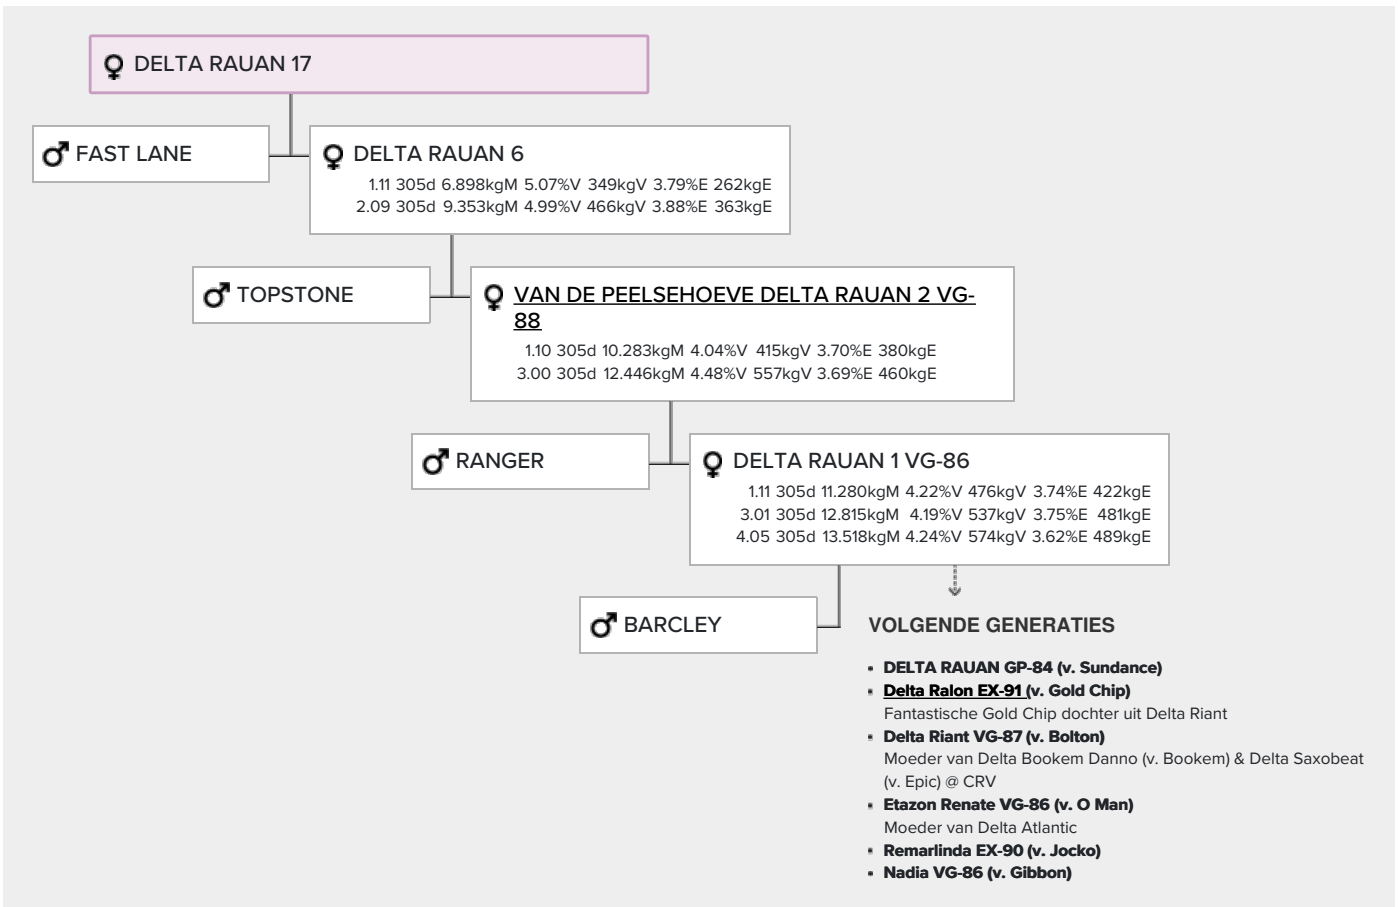 DELTA RAUAN 17
FAST LANE
DELTA RAUAN 6
1.11 305d 6.898kgM 5.07%V 349kgV 3.79%E 262kgE
2.09 305d 9.353kgM 4.99%V 466kgV 3.88%E 363kgE
TOPSTONE
VAN DE PEELSEHOEVE DELTA RAUAN 2 VG-
88
1.10 305d 10.283kgM 4.04%V 415kgV 3.70%E 380kgE
3.00 305d 12.446kgM 4.48%V 557kgV 3.69%E 460kgE
RANGER
DELTA RAUAN 1 VG-86
1.11 305d 11.280kgM 4.22%V 476kgV 3.74%E 422kgE
3.01 305d 12.815kgM 4.19%V 537kgV 3.75%E 481kgE
4.05 305d 13.518kgM 4.24%V 574kgV 3.62%E 489kgE
BARCLEY
VOLGENDE GENERATIES
▪ DELTA RAUAN GP-84 (v. Sundance)
▪ Delta Ralon EX-91 (v. Gold Chip)
Fantastische Gold Chip dochter uit Delta Riant
▪ Delta Riant VG-87 (v. Bolton)
Moeder van Delta Bookem Danno (v. Bookem) & Delta Saxobeat
(v. Epic) @ CRV
▪ Etazon Renate VG-86 (v. O Man)
Moeder van Delta Atlantic
▪ Remarlinda EX-90 (v. Jocko)
▪ Nadia VG-86 (v. Gibbon)